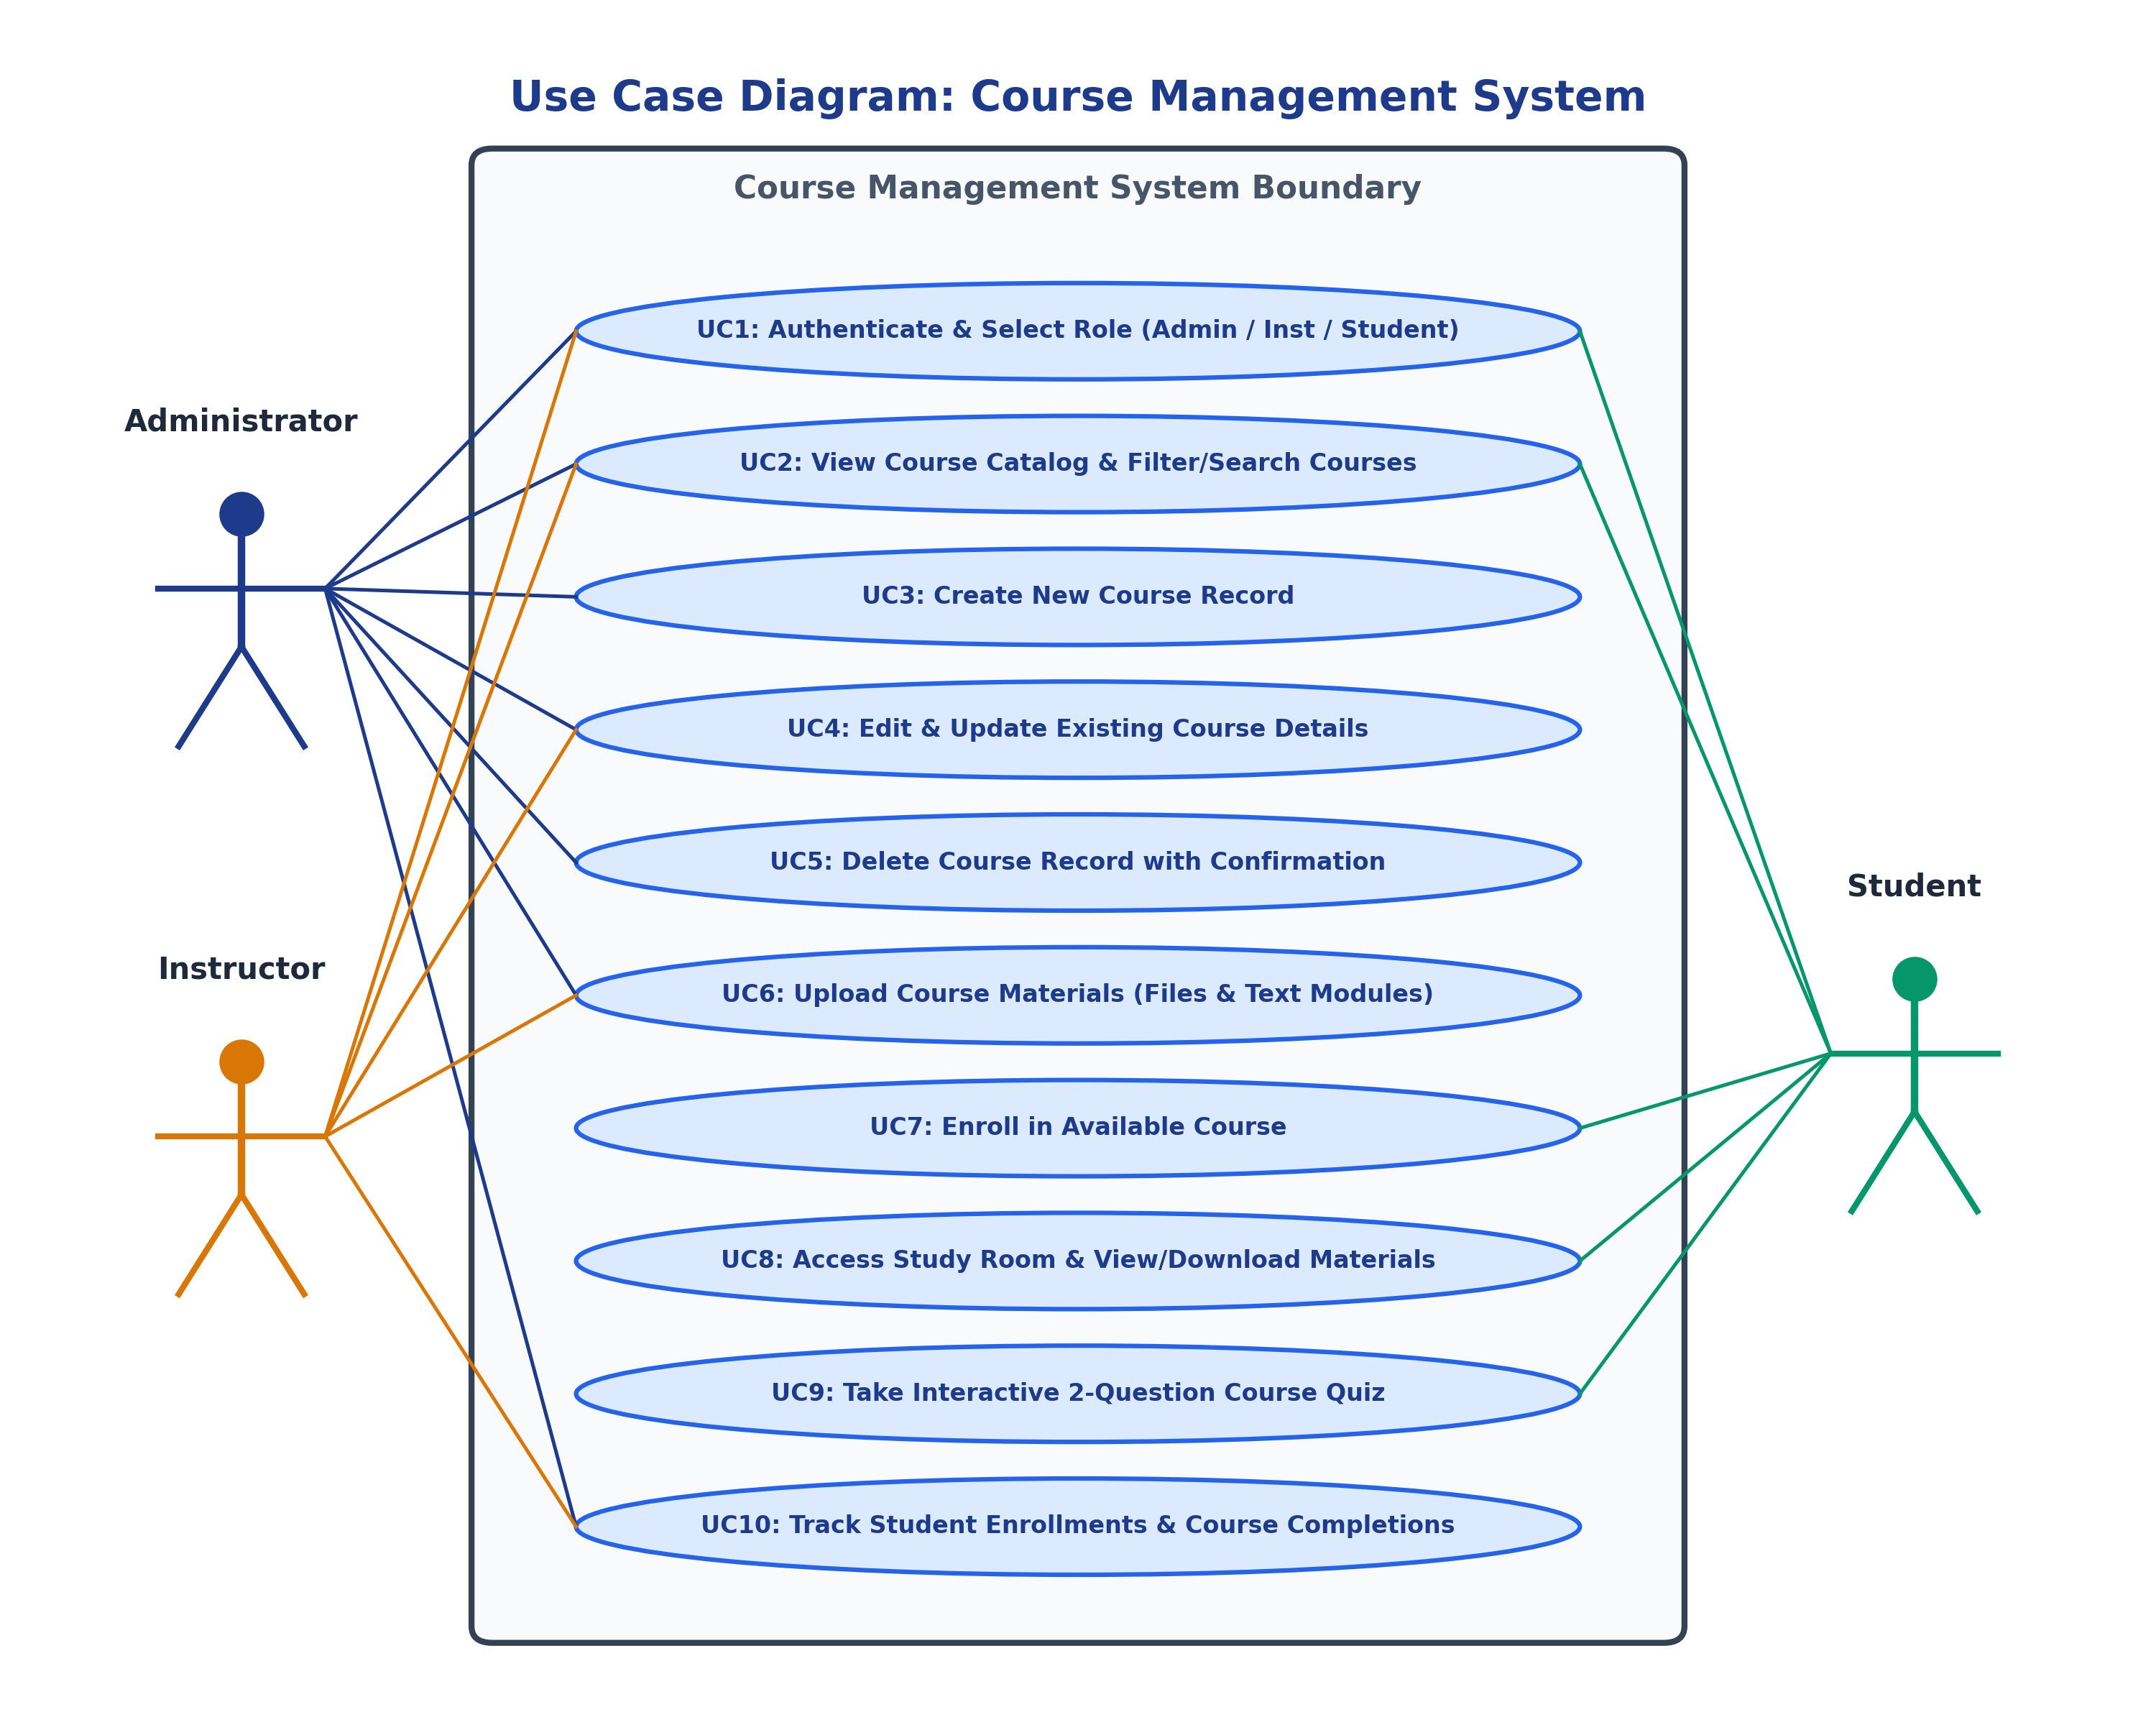 Use Case Diagram: Course Management System
Course Management System Boundary
UC1: Authenticate & Select Role (Admin / Inst / Student)
Administrator
UC2: View Course Catalog & Filter/Search Courses
UC3: Create New Course Record
UC4: Edit & Update Existing Course Details
UC5: Delete Course Record with Confirmation
Student
Instructor
UC6: Upload Course Materials (Files & Text Modules)
UC7: Enroll in Available Course
UC8: Access Study Room & View/Download Materials
UC9: Take Interactive 2-Question Course Quiz
UC10: Track Student Enrollments & Course Completions